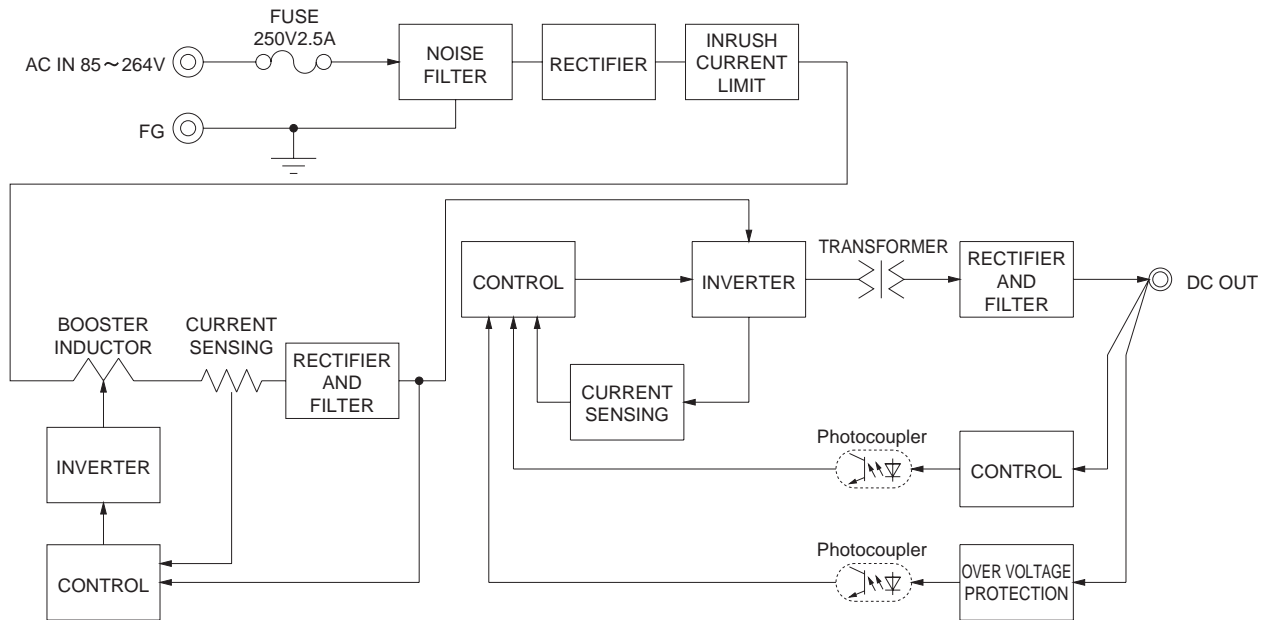 FUSE
250V2.5A
AC IN 85～264V
NOISE
FILTER
RECTIFIER
INRUSH
CURRENT
LIMIT
FG
CONTROL
INVERTER
TRANSFORMER
RECTIFIER
AND
FILTER
DC OUT
BOOSTER
INDUCTOR
CURRENT
SENSING
RECTIFIER
AND
FILTER
CURRENT
SENSING
INVERTER
Photocoupler
CONTROL
CONTROL
Photocoupler
OVER VOLTAGE
PROTECTION